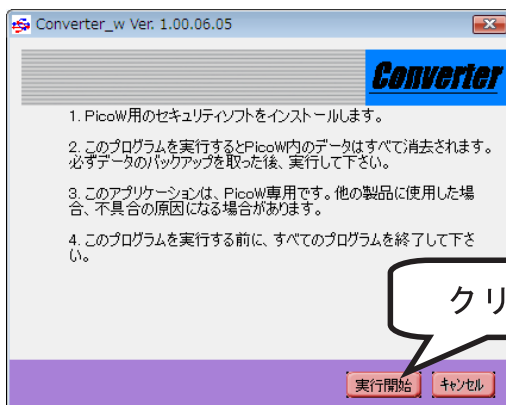 Converter_w Ver. 1.00.06.05
Converter
1. PicoW用のセキュリティソフトをインストールします。
2. このプログラムを実行するとPicoW内のデータはすべて消去されます。
必ずデータのバックアップを取った後、実行して下さい。
3. このアプリケーションは、PicoW専用です。他の製品に使用した場
合、不具合の原因になる場合があります。
4. このプログラムを実行する前に、すべてのプログラムを終了して下さ
い。
クリ
実行開始 キャンセル